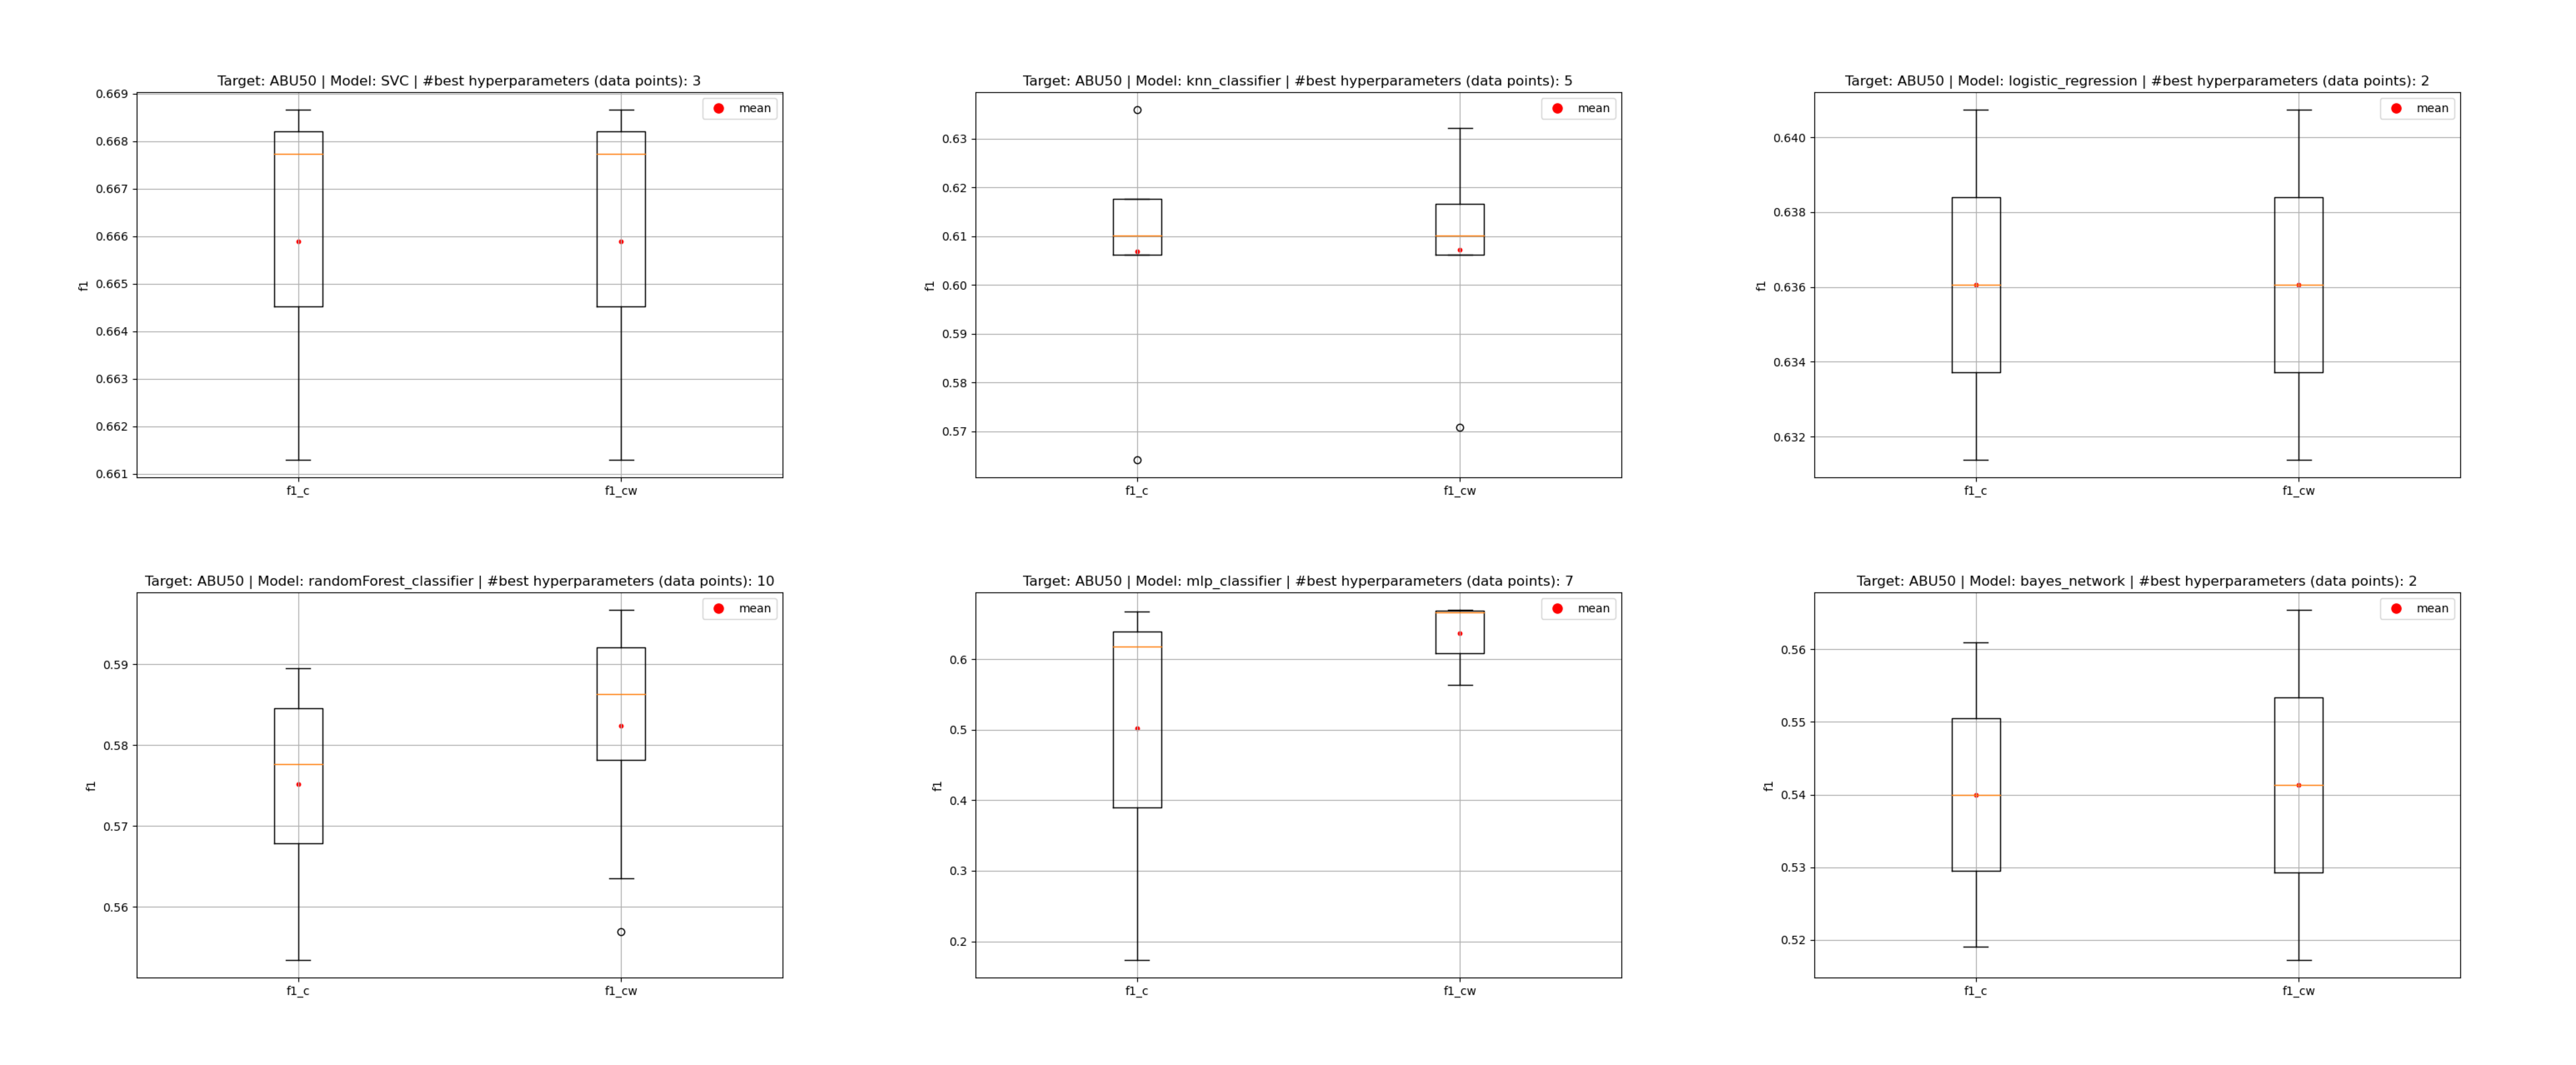 Target: ABU50 | Model: SVC | #best hyperparameters (data points): 3
mean
0.669
0.668
0.667
0.666
0.665
0.664
0.663
0.662
0.661
f1
f1_c
f1_cw
Target: ABU50 | Model: knn_classifier | #best hyperparameters (data points): 5
mean
0.63
0.62
0.61
0.60
0.59
0.58
0.57
f1
f1_c
f1_cw
Target: ABU50 | Model: logistic_regression | #best hyperparameters (data points): 2
mean
0.640
0.638
0.636
0.634
0.632
f1
f1_c
f1_cw
Target: ABU50 | Model: randomForest_classifier | #best hyperparameters (data points): 10
mean
0.59
0.58
0.57
0.56
f1
f1_c
f1_cw
Target: ABU50 | Model: mlp_classifier | #best hyperparameters (data points): 7
mean
0.6
0.5
0.4
0.3
0.2
f1
f1_c
f1_cw
Target: ABU50 | Model: bayes_network | #best hyperparameters (data points): 2
mean
0.56
0.55
0.54
0.53
0.52
f1
f1_c
f1_cw